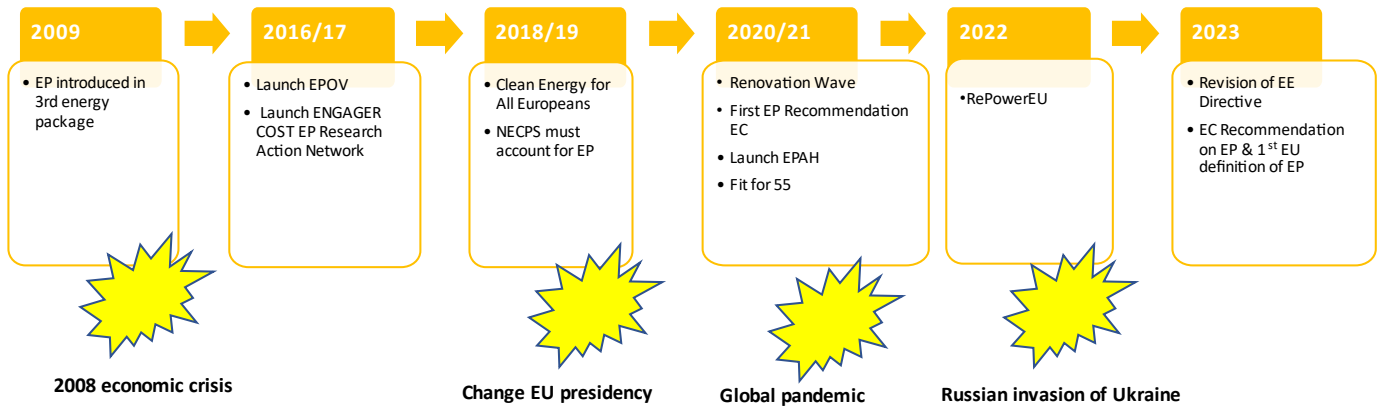 2009
• EP introduced in
3rd energy
package
2016/17
• Launch EPOV
• Launch ENGAGER
COST EP Research
Action Network
2018/19
• Clean Energy for
All Europeans
• NECPS must
account for EP
2020/21
• Renovation Wave
• First EP Recommendation
EC
• Launch EPAH
• Fit for 55
2022
•RePowerEU
2023
• Revision of EE
Directive
• EC Recommendation
on EP & 1st EU
definition of EP
2008 economic crisis
Change EU presidency
Global pandemic
Russian invasion of Ukraine